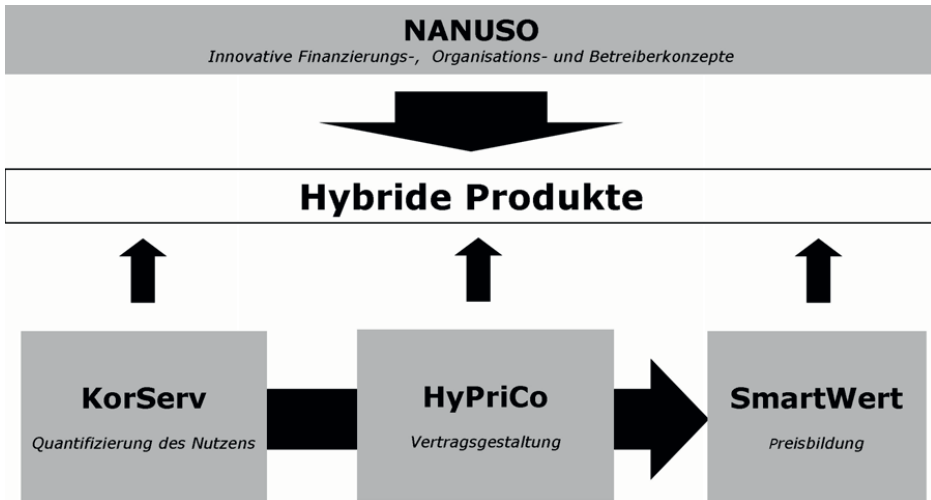 NANUSO
Innovative Finanzierungs-, Organisations- und Betreiberkonzepte
Hybride Produkte
KorServ
Quantifizierung des Nutzens
HyPriCo
Vertragsgestaltung
SmartWert
Preisbildung